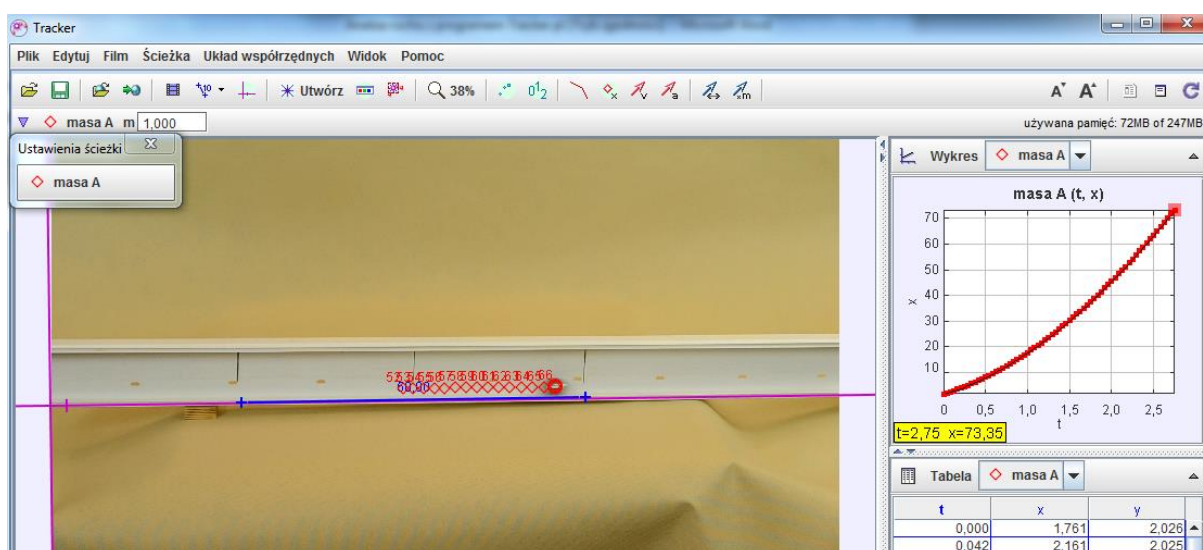 Tracker
Plik Edytuj Film Ścieżka Układ współrzędnych Widok Pomoc
Utwórz 38%
masa A m 1,000
używana pamięć: 72MB of 247MB
Ustawienia ścieżki
masa A
60,00
Wykres masa A
masa A (t, x)
70
60
50
40
30
20
10
x
0 0,5 1,0 1,5 2,0 2,5
t
t=2,75 x=73,35
Tabela masa A
t x y
0,000 1,761 2,026
0,042 2,161 2,025